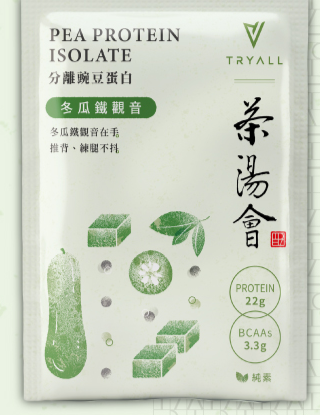 PEA PROTEIN
ISOLATE
分離豌豆蛋白
冬瓜鐵觀音
冬瓜鐵觀音在手
推背、練腿不抖
TRYALL
茶湯會
PROTEIN
22g
BCAAs
3.3g
純素